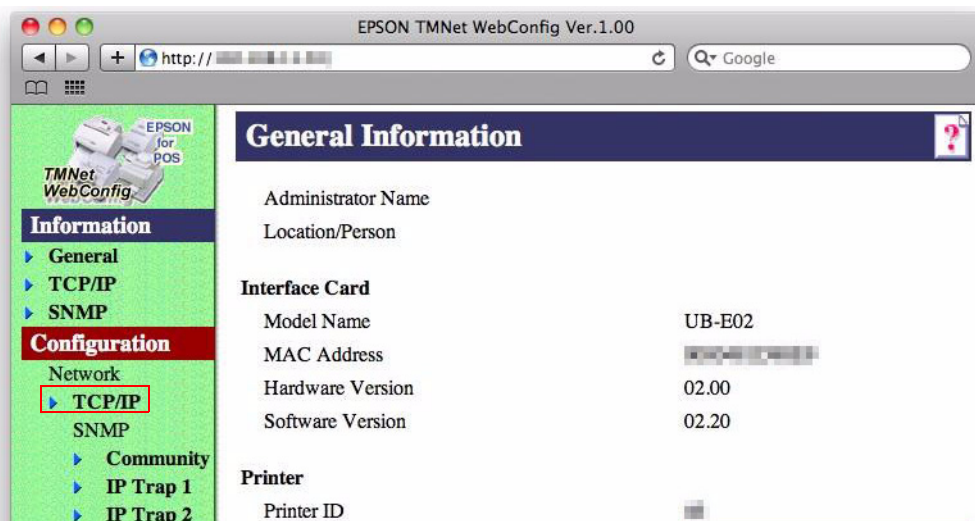 EPSON TMNet WebConfig Ver.1.00
http://
Google
EPSON
for
POS
TMNet
WebConfig
Information
General
TCP/IP
SNMP
Configuration
Network
TCP/IP
SNMP
Community
IP Trap 1
IP Trap 2
General Information
?
Administrator Name
Location/Person
Interface Card
Model Name UB-E02
MAC Address
Hardware Version 02.00
Software Version 02.20
Printer
Printer ID